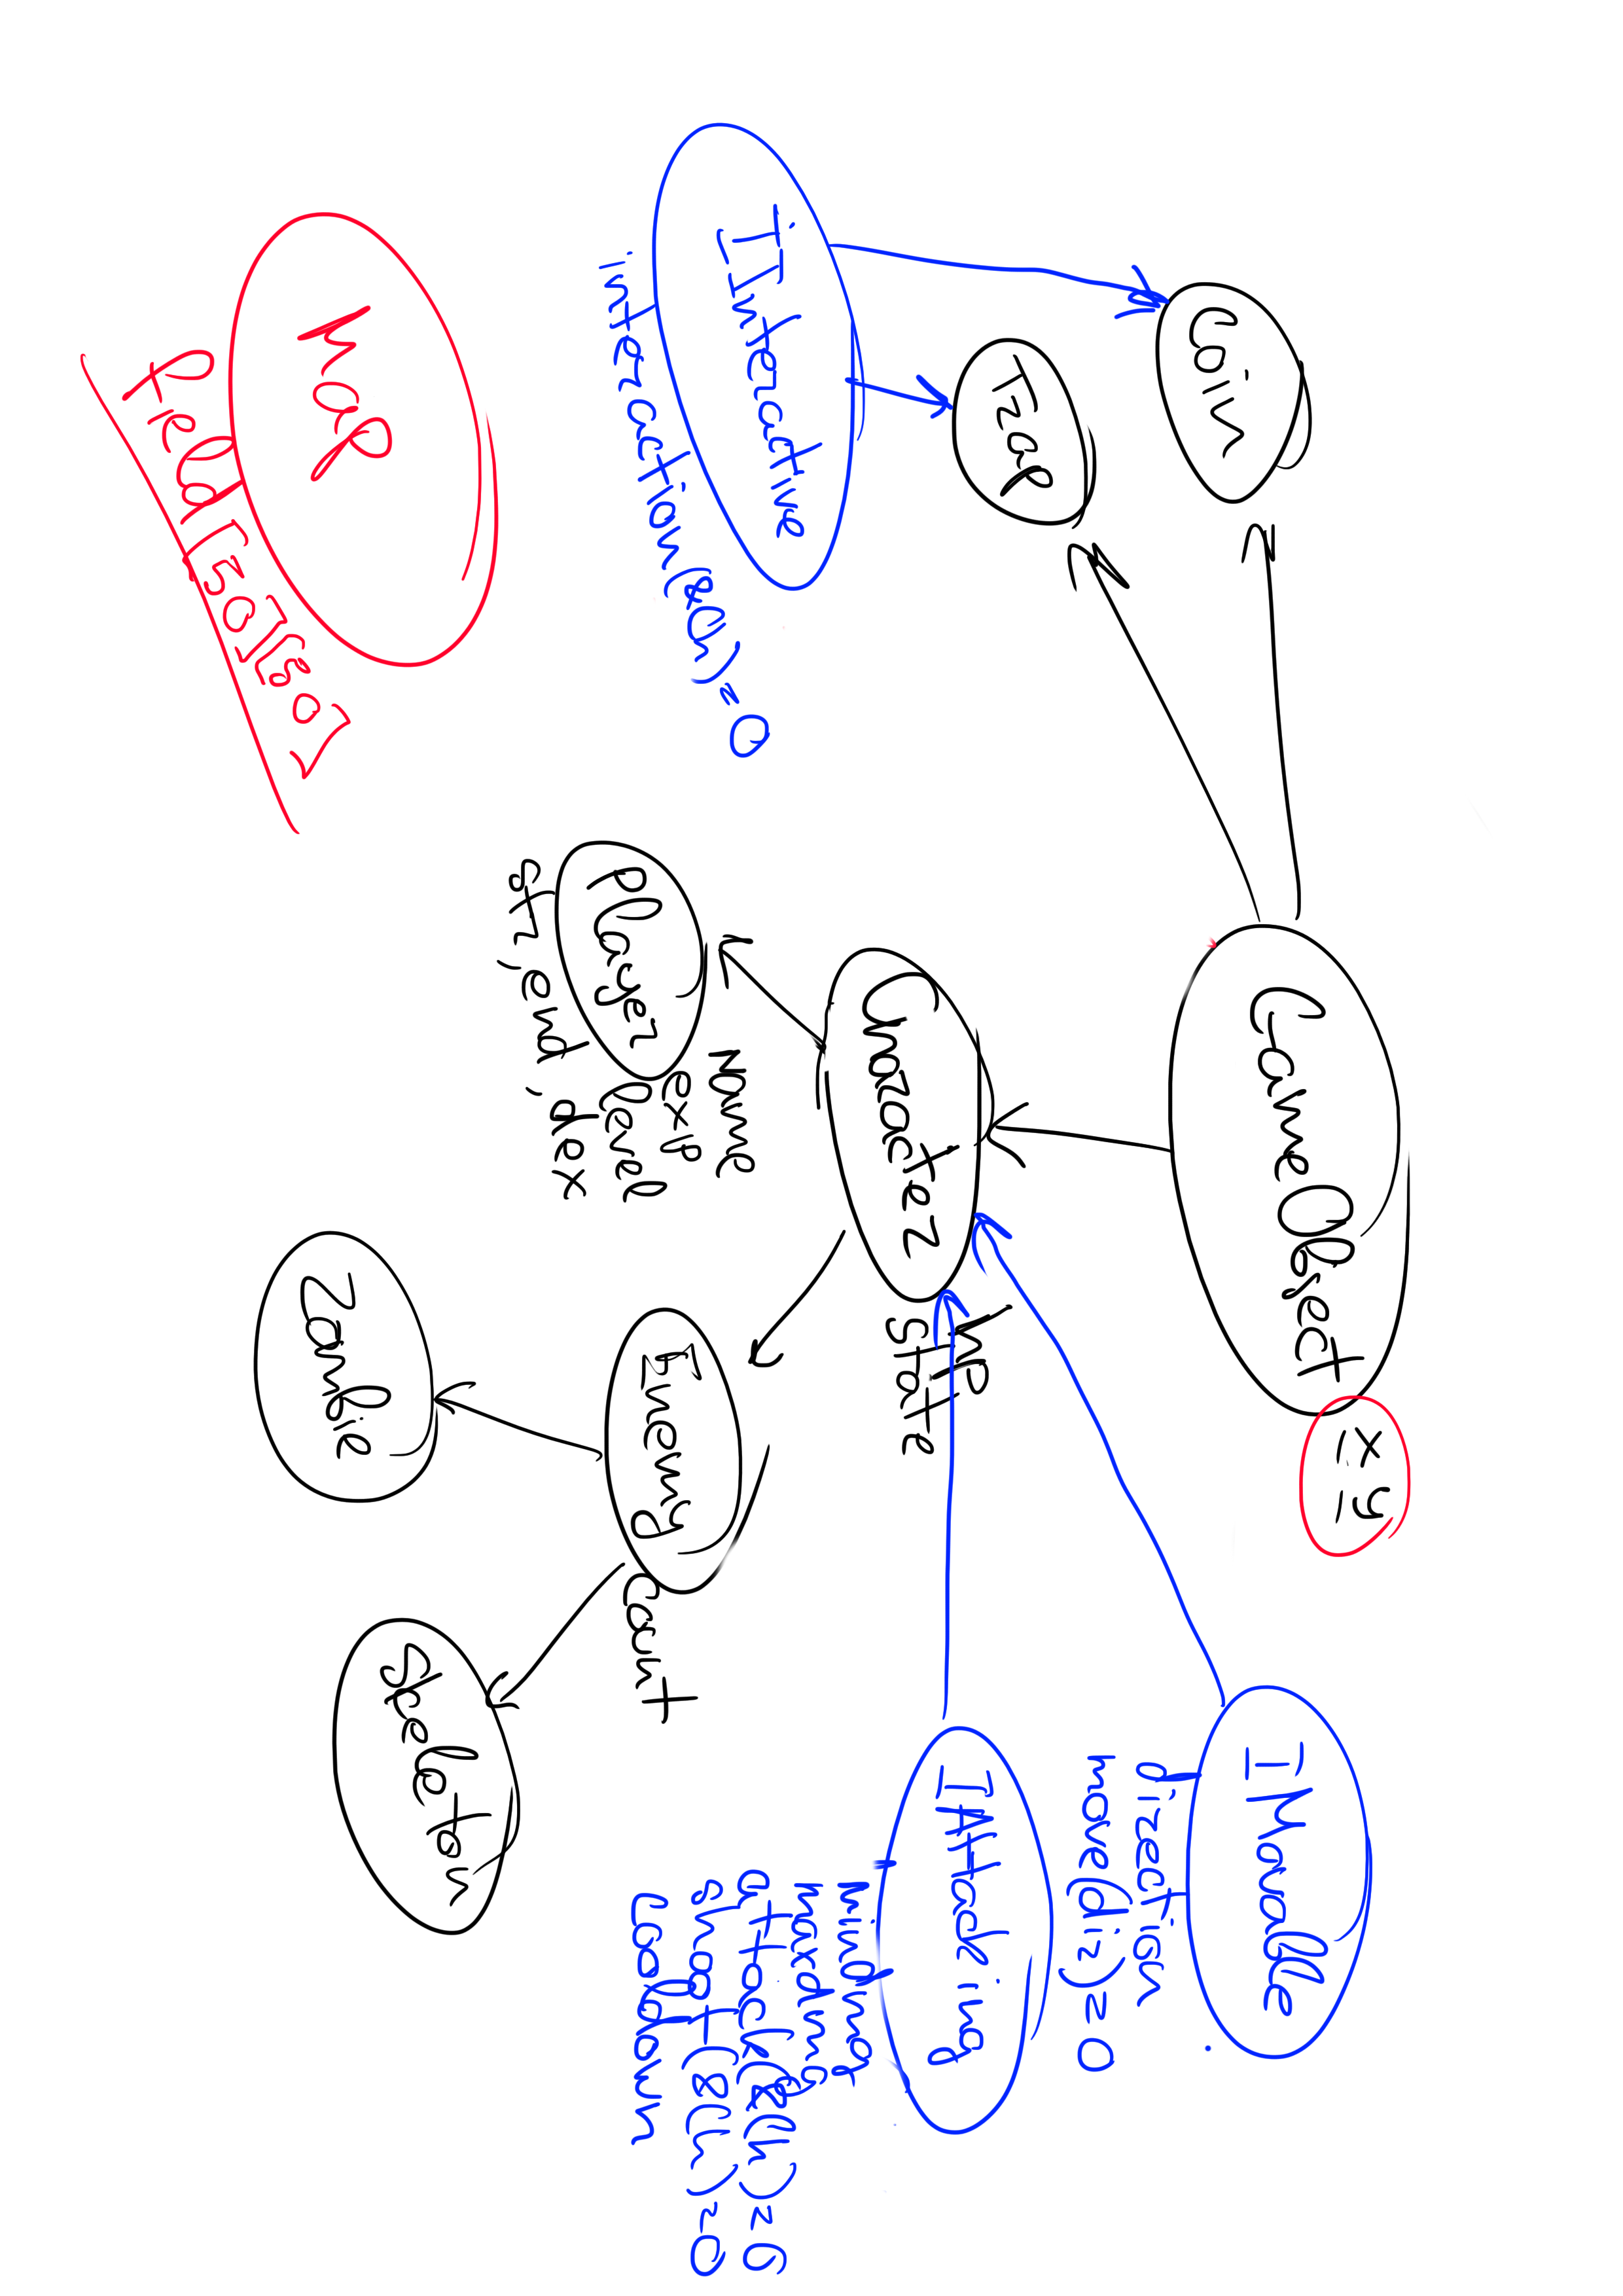 GameObject
x y
Coin
Trap
IMovable
direction
move(dir)=0
Character
hp
state
IAttacking
mindmg
maxdmg
attack(&Ch)=0
shoot(&Ch)=0
cooldown
IInteractive
interaction(&Ch)=0
Player
Name
exp
level
str, end, dex
Enemy
count
Map
Field[50][50]
Zombie
Skeleton